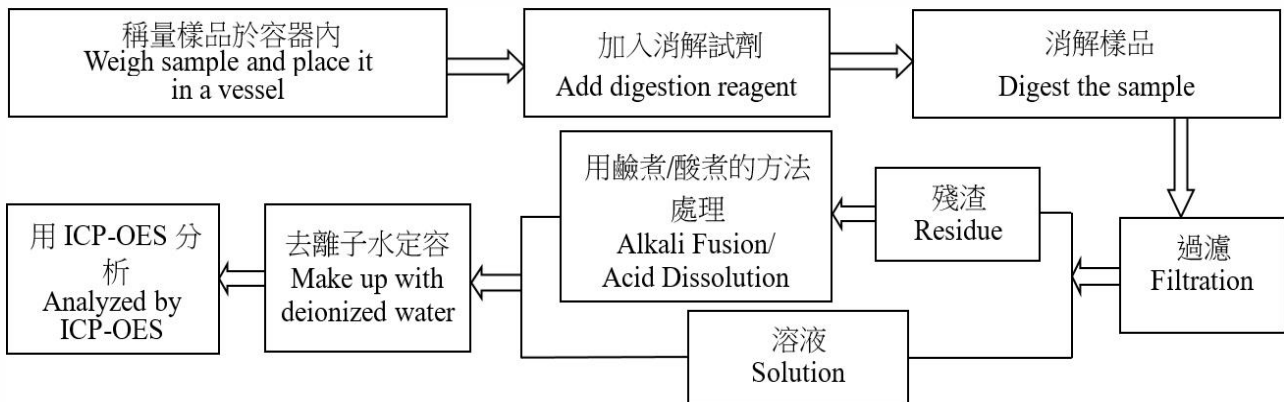 稱量樣品於容器內
Weigh sample and place it
in a vessel
加入消解試劑
Add digestion reagent
消解樣品
Digest the sample
過濾
Filtration
殘渣
Residue
溶液
Solution
用鹼煮/酸煮的方法
處理
Alkali Fusion/
Acid Dissolution
去離子水定容
Make up with
deionized water
用 ICP-OES 分
析
Analyzed by
ICP-OES